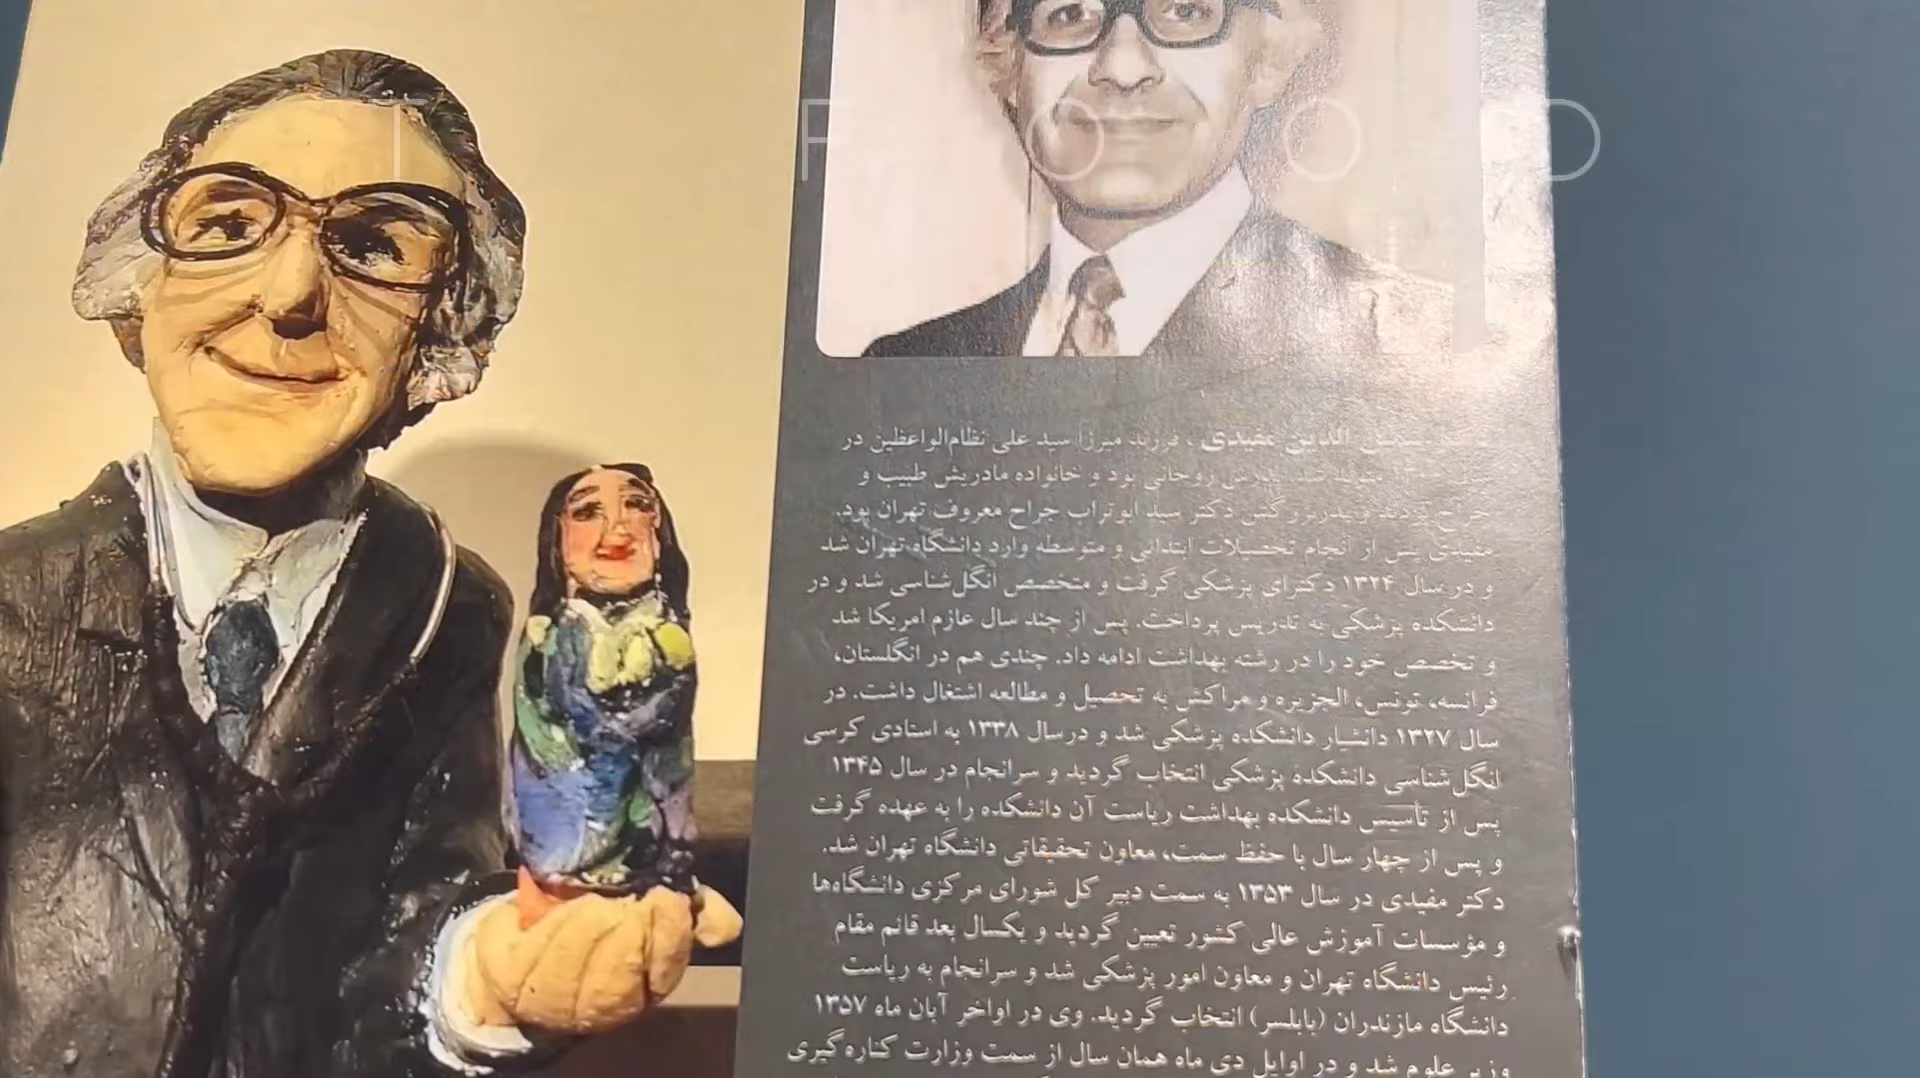 T F O O D
الدین مفیدی، فرزند میرزا سید علی نظام‌الواعظین در
روحانی بود و خانواده مادریش طبیب و
دکتر سید ابوتراب جراح معروف تهران بود.
مفیدی پس از انجام تحصیلات ابتدائی و متوسطه وارد دانشگاه تهران شد
و در سال ۱۳۲۴ دکترای پزشکی گرفت و متخصص انگل‌شناسی شد و در
دانشکده پزشکی به تدریس پرداخت. پس از چند سال عازم امریکا شد
و تخصص خود را در رشته بهداشت ادامه داد. چندی هم در انگلستان،
فرانسه، تونس، الجزیره و مراکش به تحصیل و مطالعه اشتغال داشت. در
سال ۱۳۲۷ دانشیار دانشکده پزشکی شد و درسال ۱۳۳۸ به استادی کرسی
انگل‌شناسی دانشکده پزشکی انتخاب گردید و سرانجام در سال ۱۳۴۵
پس از تأسیس دانشکده بهداشت ریاست آن دانشکده را به عهده گرفت
و پس از چهار سال با حفظ سمت، معاون تحقیقاتی دانشگاه تهران شد.
دکتر مفیدی در سال ۱۳۵۳ به سمت دبیر کل شورای مرکزی دانشگاه‌ها
و مؤسسات آموزش عالی کشور تعیین گردید و یکسال بعد قائم مقام
رئیس دانشگاه تهران و معاون امور پزشکی شد و سرانجام به ریاست
دانشگاه مازندران (بابلسر) انتخاب گردید. وی در اواخر آبان ماه ۱۳۵۷
وزیر علوم شد و در اوایل دی ماه همان سال از سمت وزارت کناره‌گیری